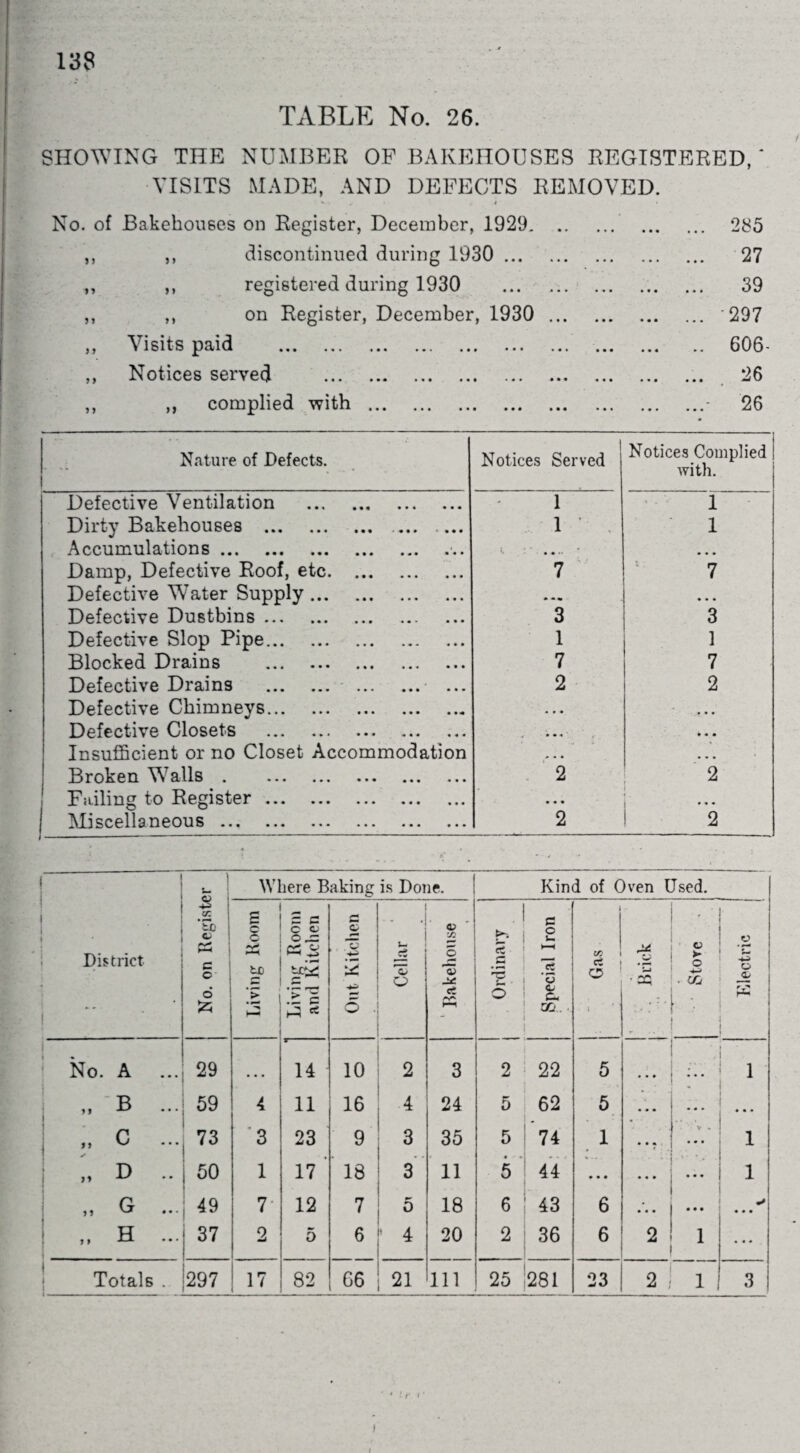 138
TABLE No. 26.
SHOWING THE NUMBER OF BAKEHOUSES REGISTERED,
VISITS MADE, AND DEFECTS REMOVED.
No. of Bakehouses on Register, December, 1929. .. ... ... ... 285
,, ,, discontinued during 1930 ... ... ... ... ... 27
,, ,, registered during 1930 ... ... ... ... ... 39
,, ,, on Register, December, 1930 ... ... ... ... 297
,, Visits paid ... ... ... ... ... ... ... ... ... .. 606
,, Notices served ... ... ... ... ... ... ... ... ... 26
,, ,, complied with ... ... ... ... ... ... ... ... 26
Nature of Defects. Notices Served Notices Complied with.
Defective Ventilation ... ... ... ... 1 1
Dirty Bakehouses ... ... ... ... ... 1 1
Accumulations ... ... ... ... ... ... ... ...
Damp, Defective Roof, etc. ... ... ... 7 7
Defective Water Supply ... ... ... ... ... ...
Defective Dustbins ... ... ... ... ... 3 3
Defective Slop Pipe... ... ... ... ... 1 1
Blocked Drains ... ... ... ... ... 7 7
Defective Drains ... ... ... ... ... 2 2
Defective Chimneys... ... ... ... ... ... ...
Defective Closets ... ... ... ... ... ... ...
Insufficient or no Closet Accommodation ... ...
Broken Walls . ... ... ... ... ... 2 2
Failing to Register ... ... ... ... ... ... ...
Miscellaneous ... ... ... ... ... ... 2 2
District No. on Register Where Baking is Done. Kind of Oven Used.
Living Room Living Room and Kitchen Out Kitchen Cellar Bakehouse Ordinary Special Iron Gas Brick Stove Electric
No. A ... 29 ... 14 10 2 3 2 22 5 ... ... 1
,, B ... 59 4 11 16 4 24 5 62 5 ... ... ...
,, C ... 73 3 23 9 3 35 5 74 1 ... ... 1
,, D .. 50 1 17 18 3 11 5 44 ... ... ... 1
,, G ... 49 7 12 7 5 18 6 43 6 ... ... ...
,, H ... 37 2 5 6 4 20 2 36 6 2 1 ...
Totals . 297 17 82 66 21 111 25 281 23 2 1 3